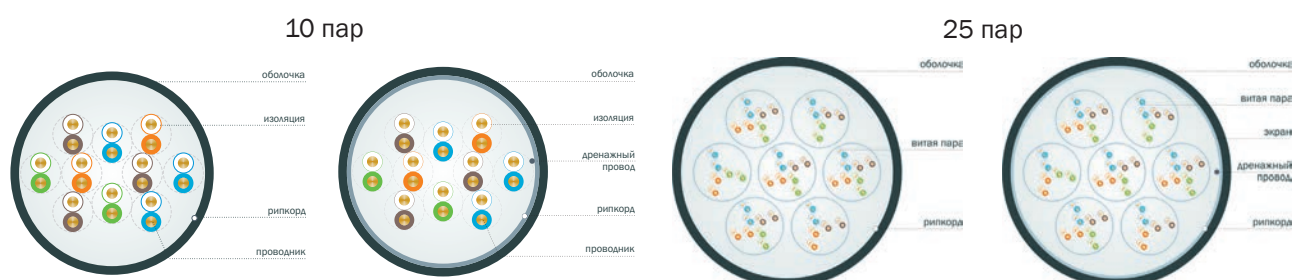 10 пар
25 пар
оболочка
изоляция
рипкорд
проводник
оболочка
изоляция
дренажный
провод
рипкорд
проводник
оболочка
витая пара
рипкорд
оболочка
витая пара
экран
дренажный
провод
рипкорд